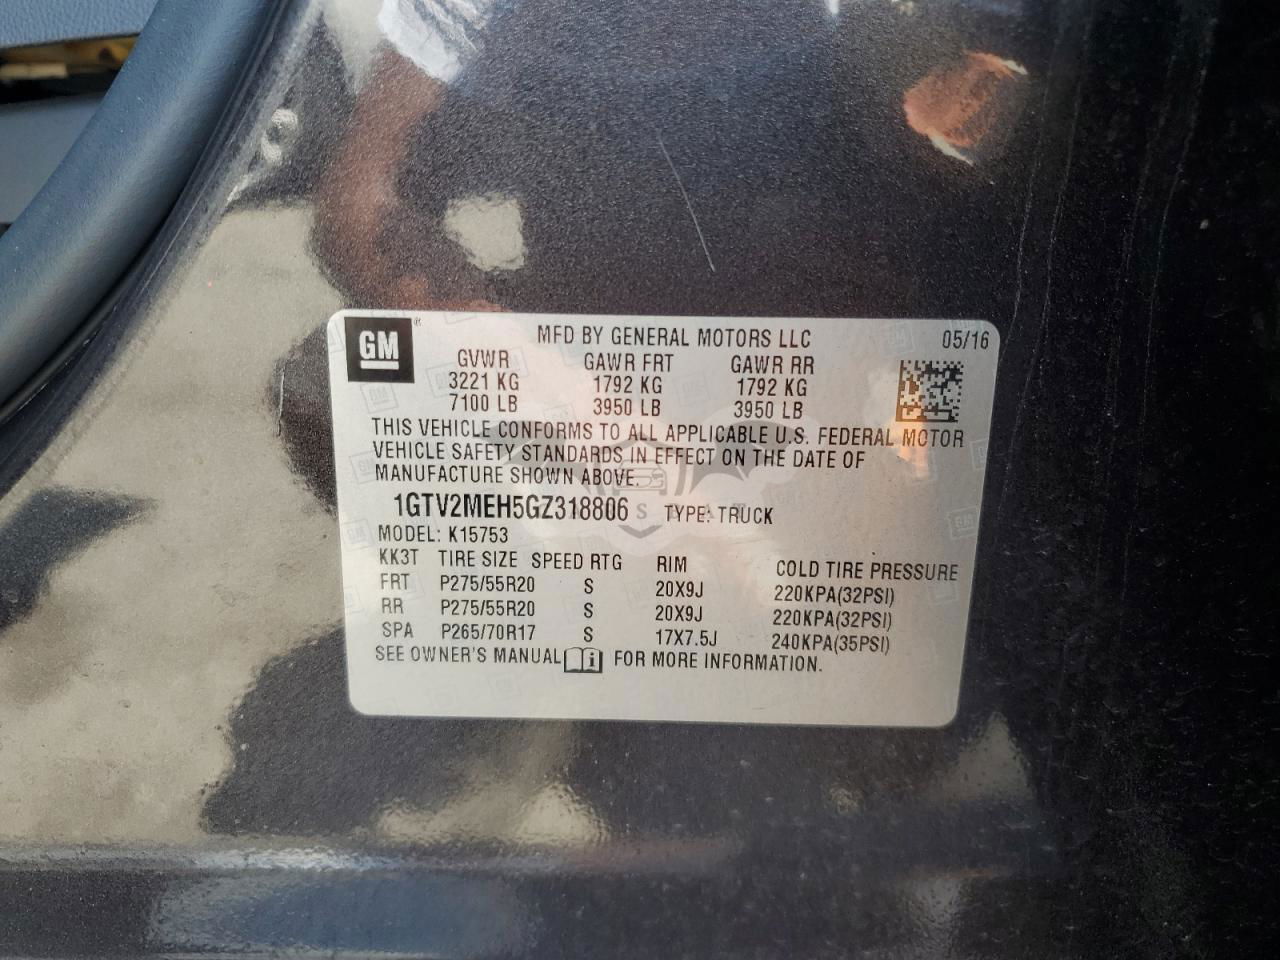 GM ® MFD BY GENERAL MOTORS LLC 05/16
GVWR GAWR FRT GAWR RR
3221 KG 1792 KG 1792 KG
7100 LB 3950 LB 3950 LB
THIS VEHICLE CONFORMS TO ALL APPLICABLE U.S. FEDERAL MOTOR
VEHICLE SAFETY STANDARDS IN EFFECT ON THE DATE OF
MANUFACTURE SHOWN ABOVE.
1GTV2MEH5GZ318806 TYPE: TRUCK
MODEL: K15753
KK3T TIRE SIZE SPEED RTG RIM COLD TIRE PRESSURE
FRT P275/55R20 S 20X9J 220KPA(32PSI)
RR P275/55R20 S 20X9J 220KPA(32PSI)
SPA P265/70R17 S 17X7.5J 240KPA(35PSI)
SEE OWNER'S MANUAL i FOR MORE INFORMATION.